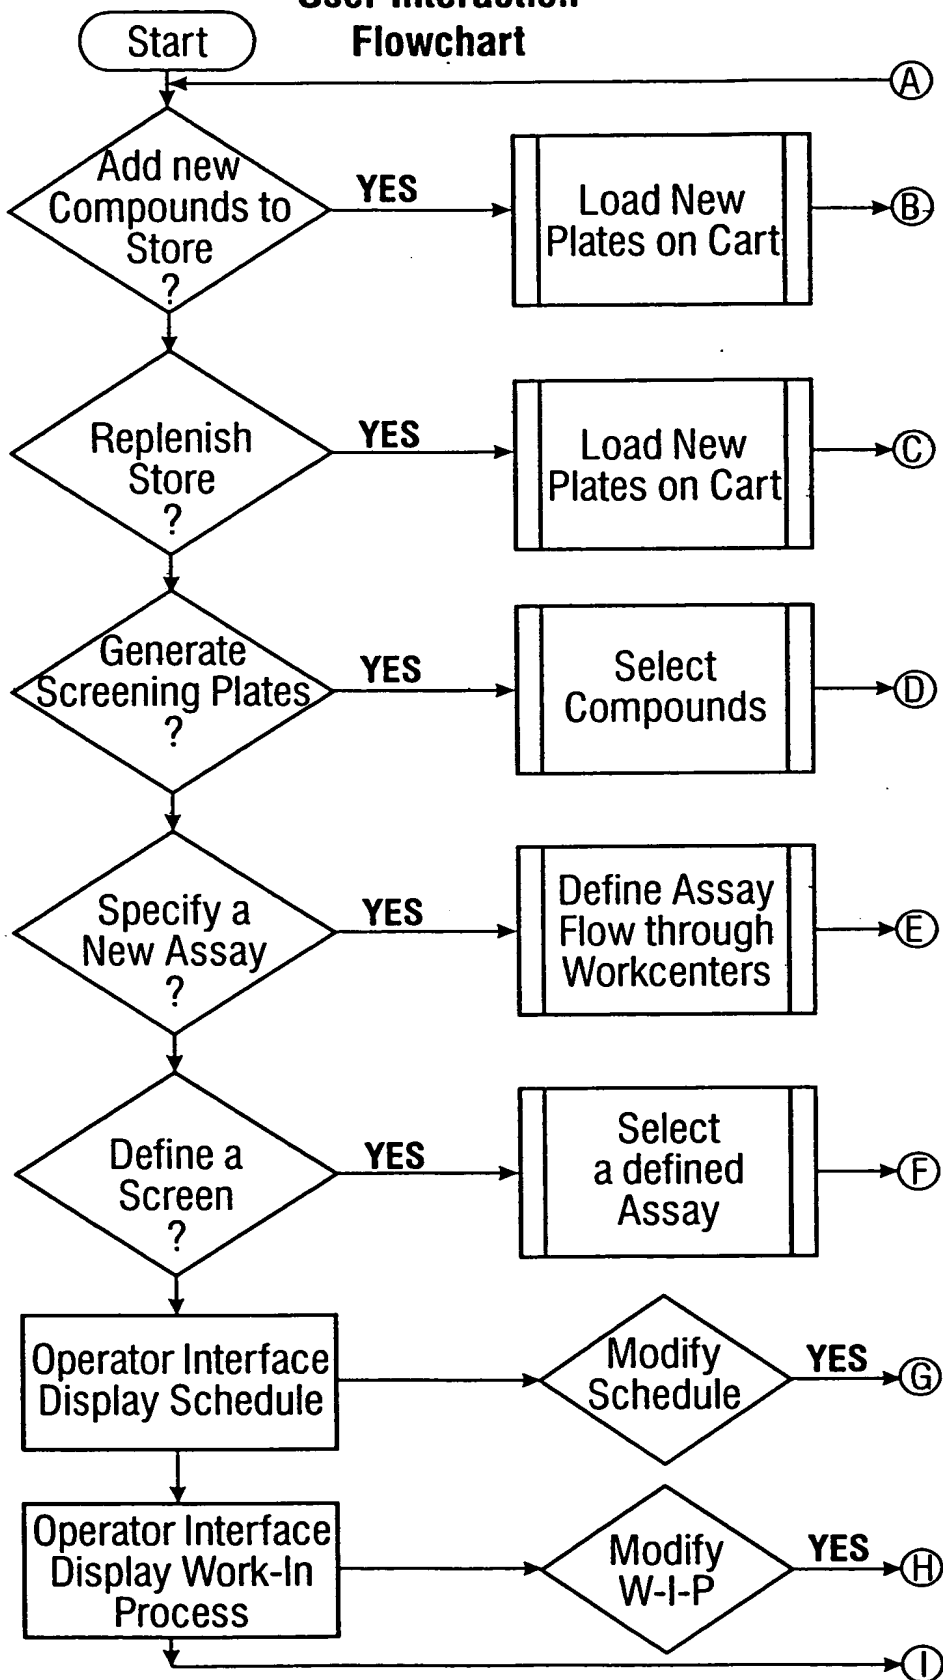 User Interaction
Flowchart
Start
A
Add new
Compounds to
Store
?
YES
Load New
Plates on Cart
B
Replenish
Store
?
YES
Load New
Plates on Cart
C
Generate
Screening Plates
?
YES
Select
Compounds
D
Specify a
New Assay
?
YES
Define Assay
Flow through
Workcenters
E
Define a
Screen
?
YES
Select
a defined
Assay
F
Operator Interface
Display Schedule
Modify
Schedule
YES
G
Operator Interface
Display Work-In
Process
Modify
W-I-P
YES
H
I